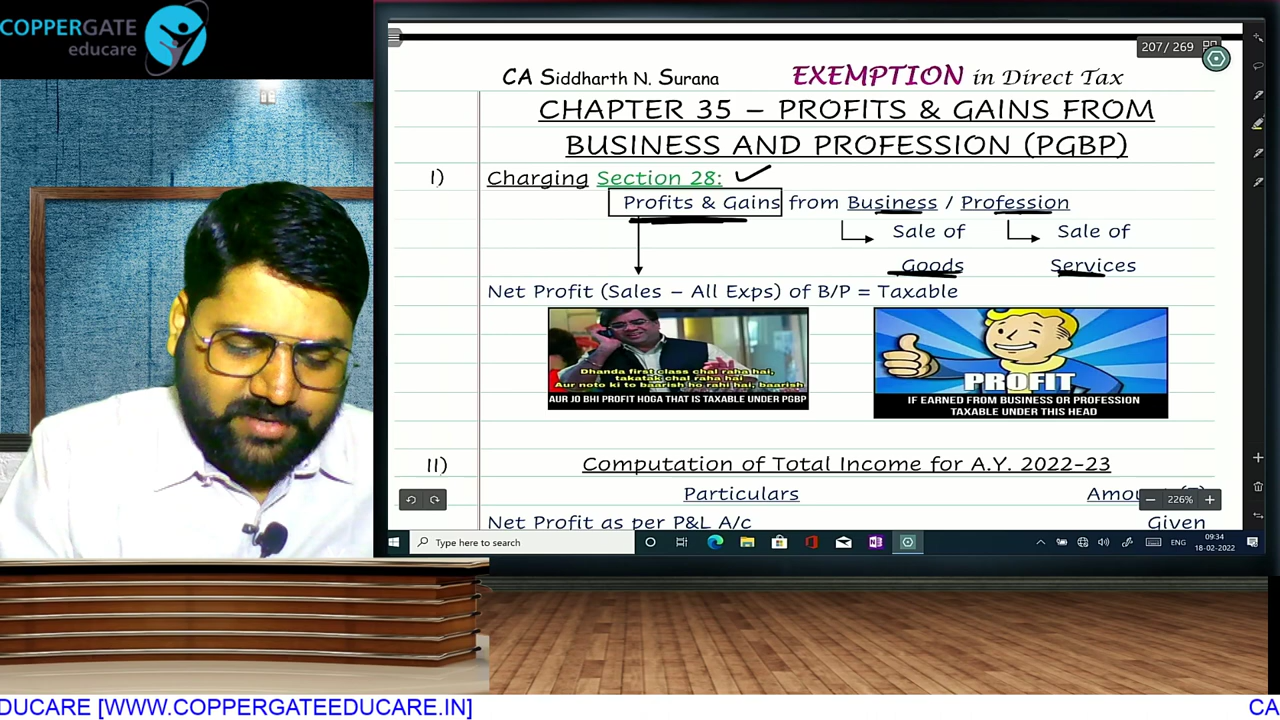 COPPERGATE
educare
207 / 269
CA Siddharth N. Surana
EXEMPTION in Direct Tax
CHAPTER 35 – PROFITS & GAINS FROM
BUSINESS AND PROFESSION (PGBP)
I)
Charging Section 28:
Profits & Gains from Business / Profession
Sale of
Sale of
Goods
Services
Net Profit (Sales – All Exps) of B/P = Taxable
Dhanda first class chal raha hai,
takatak chal raha hai
Aur noto ki to baarish ho rahi hai, baarish
AUR JO BHI PROFIT HOGA THAT IS TAXABLE UNDER PGBP
PROFIT
IF EARNED FROM BUSINESS OR PROFESSION
TAXABLE UNDER THIS HEAD
II)
Computation of Total Income for A.Y. 2022-23
Particulars
226%
Net Profit as per P&L A/c
Given
Type here to search
ENG
09:34
18-02-2022
DUCARE [WWW.COPPERGATEEDUCARE.IN]
CA